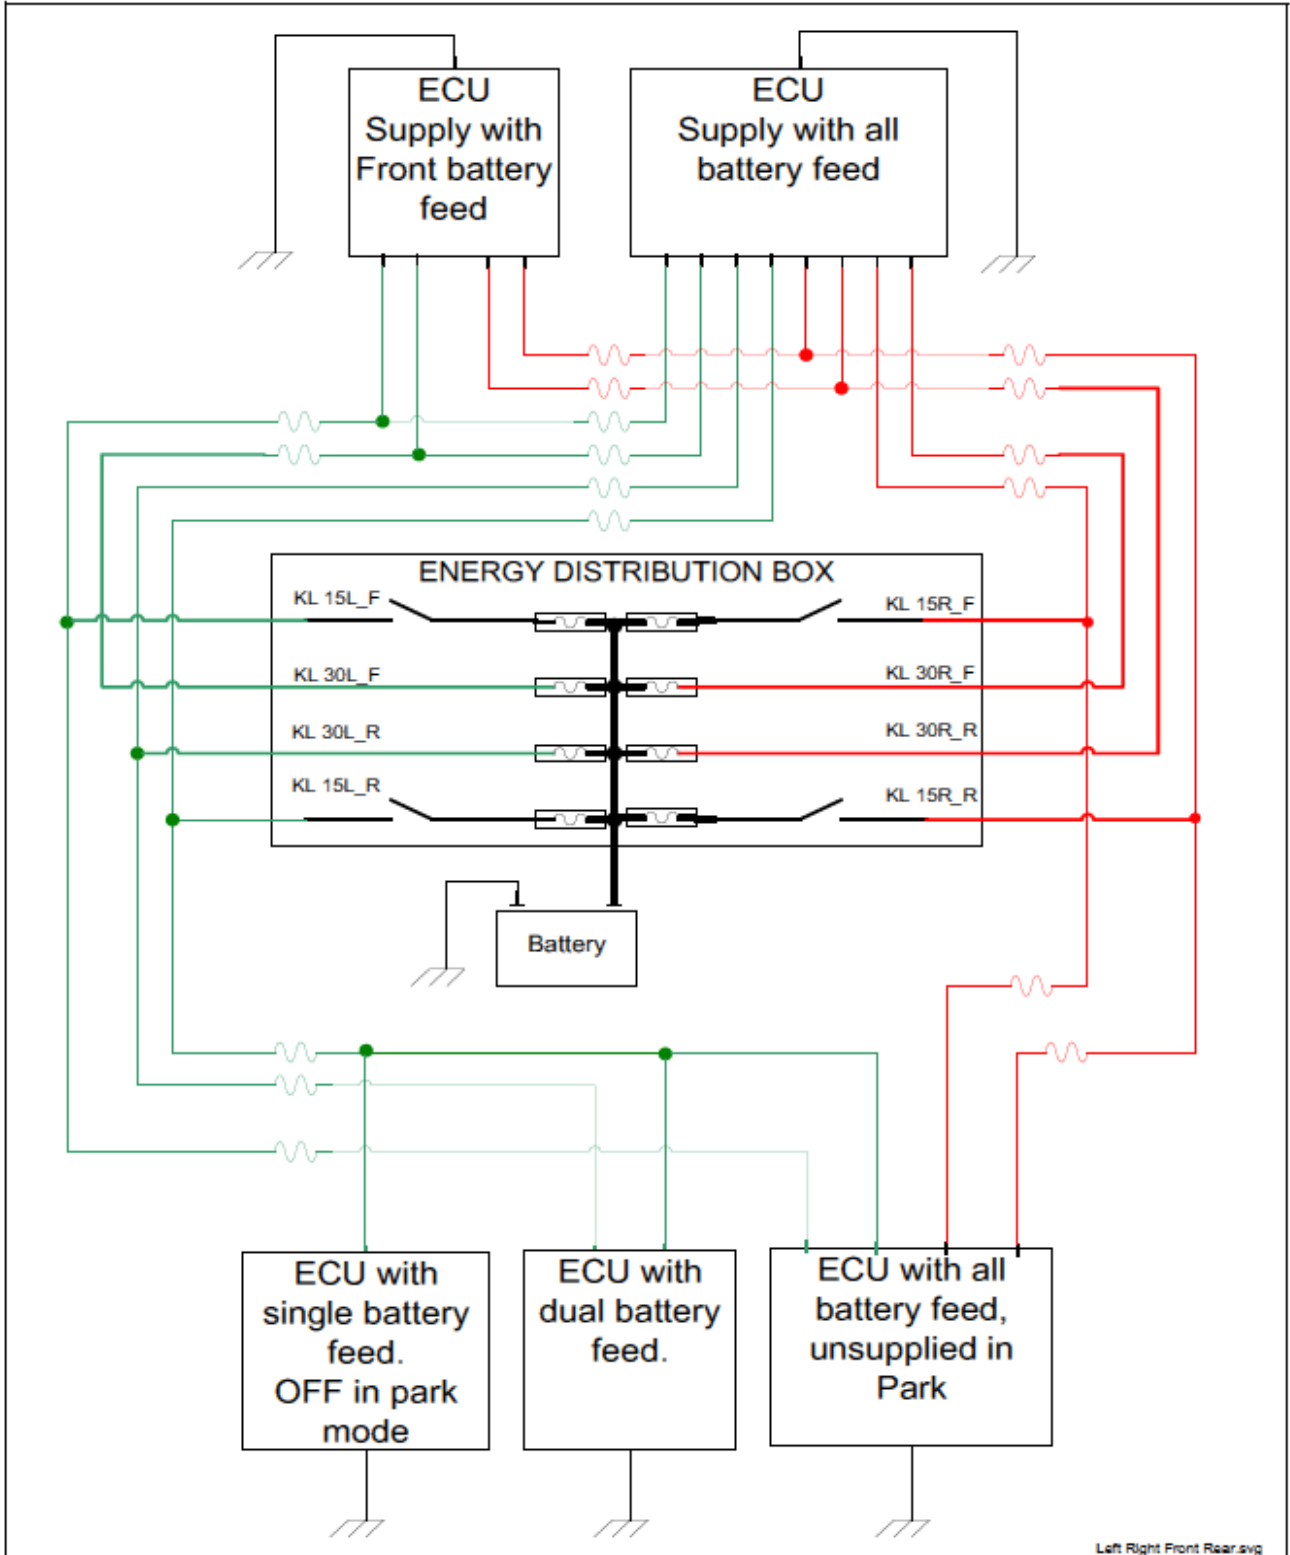 ECU
Supply with
Front battery
feed
ECU
Supply with all
battery feed
ENERGY DISTRIBUTION BOX
KL 15L_F
KL 15R_F
KL 30L_F
KL 30R_F
KL 30L_R
KL 30R_R
KL 15L_R
KL 15R_R
Battery
ECU with
single battery
feed.
OFF in park
mode
ECU with
dual battery
feed.
ECU with all
battery feed,
unsupplied in
Park
Left Right Front Rear.svg